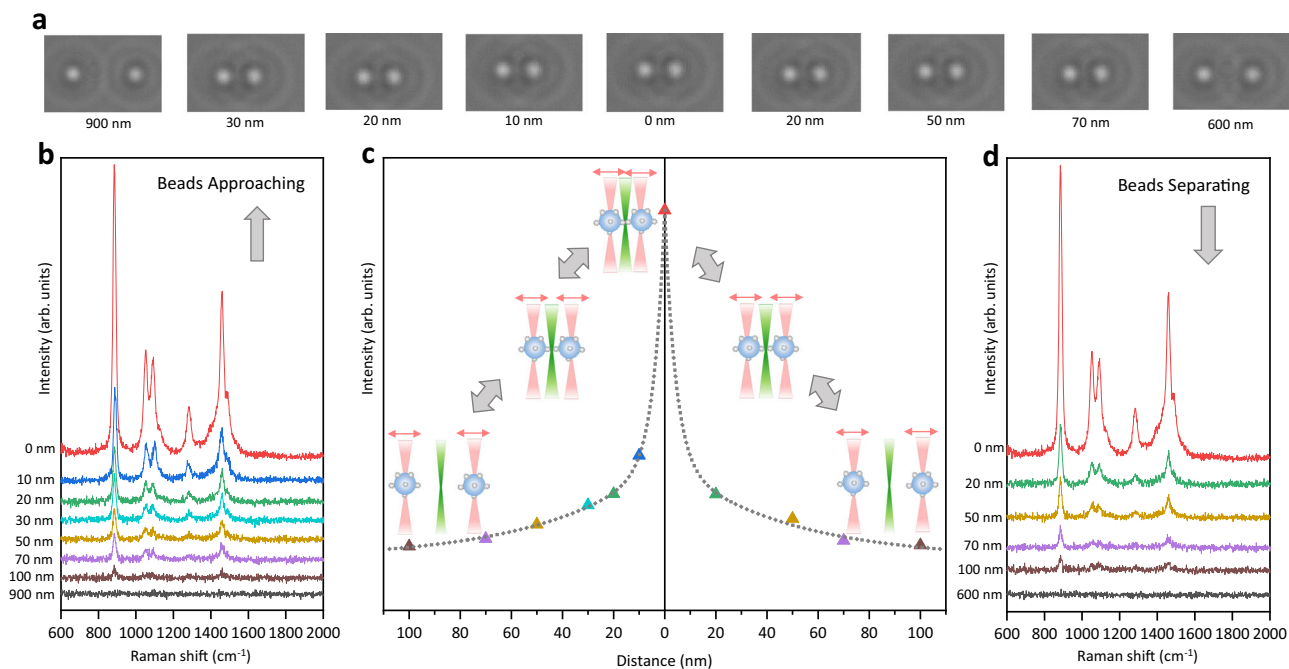 a
900 nm
30 nm
20 nm
10 nm
0 nm
20 nm
50 nm
70 nm
600 nm
b
Beads Approaching
Intensity (arb. units)
0 nm
10 nm
20 nm
30 nm
50 nm
70 nm
100 nm
900 nm
600 800 1000 1200 1400 1600 1800 2000
Raman shift (cm⁻¹)
c
Intensity (arb. units)
100 80 60 40 20 0 20 40 60 80 100
Distance (nm)
d
Beads Separating
Intensity (arb. units)
0 nm
20 nm
50 nm
70 nm
100 nm
600 nm
600 800 1000 1200 1400 1600 1800 2000
Raman shift (cm⁻¹)